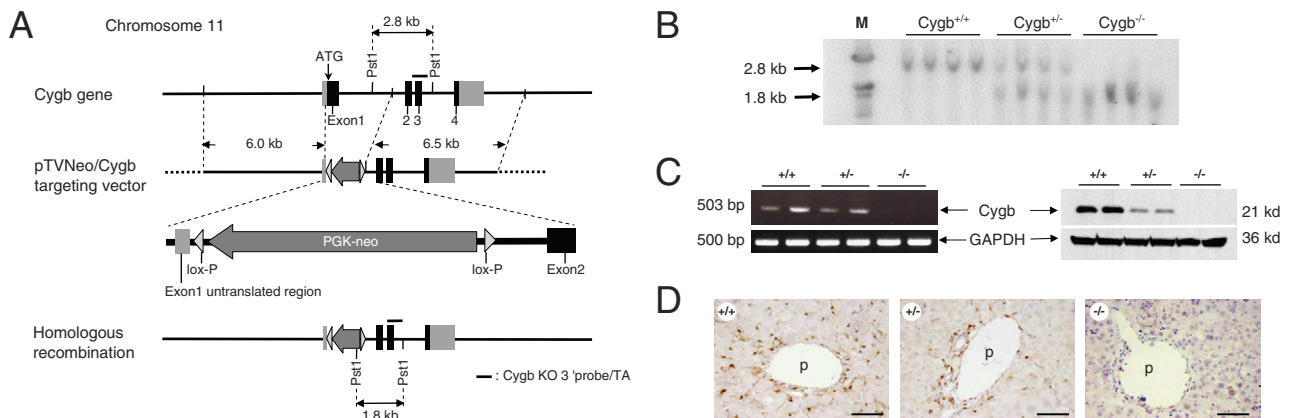 A
Chromosome 11
2.8 kb
ATG
Pst1
Pst1
Cygb gene
Exon1
2
3
4
6.0 kb
6.5 kb
pTVNeo/Cygb
targeting vector
PGK-neo
lox-P
lox-P
Exon2
Exon1 untranslated region
Homologous
recombination
Pst1
Pst1
1.8 kb
: Cygb KO 3 'probe/TA
B
M
Cygb+/+
Cygb+/-
Cygb-/-
2.8 kb
1.8 kb
C
+/+
+/-
-/-
+/+
+/-
-/-
503 bp
Cygb
21 kd
500 bp
GAPDH
36 kd
D
+/+
p
+/-
p
-/-
p